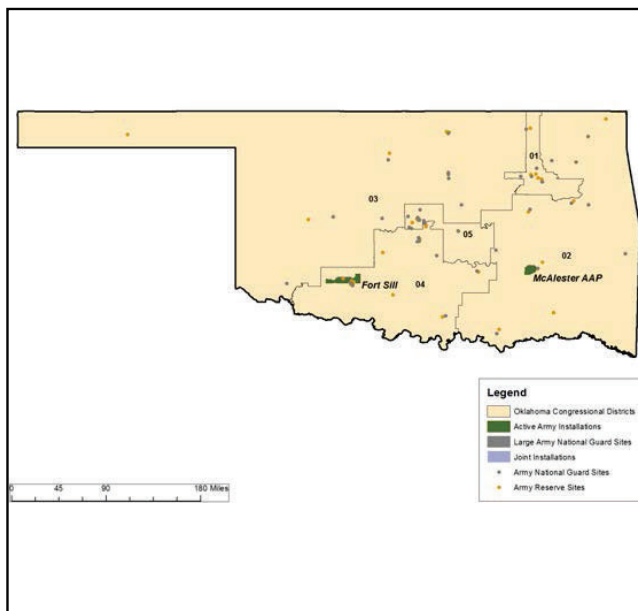 01
03
05
02
McAlester AAP
Fort Sill
04
Legend
Oklahoma Congressional Districts
Active Army Installations
Large Army National Guard Sites
Joint Installations
Army National Guard Sites
Army Reserve Sites
0 45 90 180 Miles